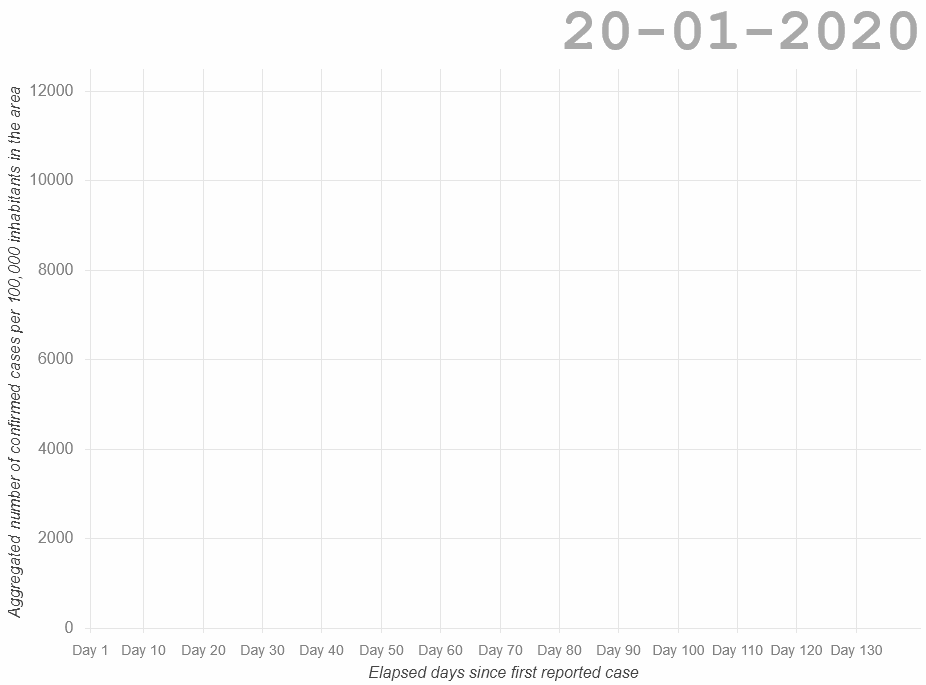 20-01-2020
Aggregated number of confirmed cases per 100,000 inhabitants in the area
12000
10000
8000
6000
4000
2000
0
Day 1 Day 10 Day 20 Day 30 Day 40 Day 50 Day 60 Day 70 Day 80 Day 90 Day 100 Day 110 Day 120 Day 130
Elapsed days since first reported case